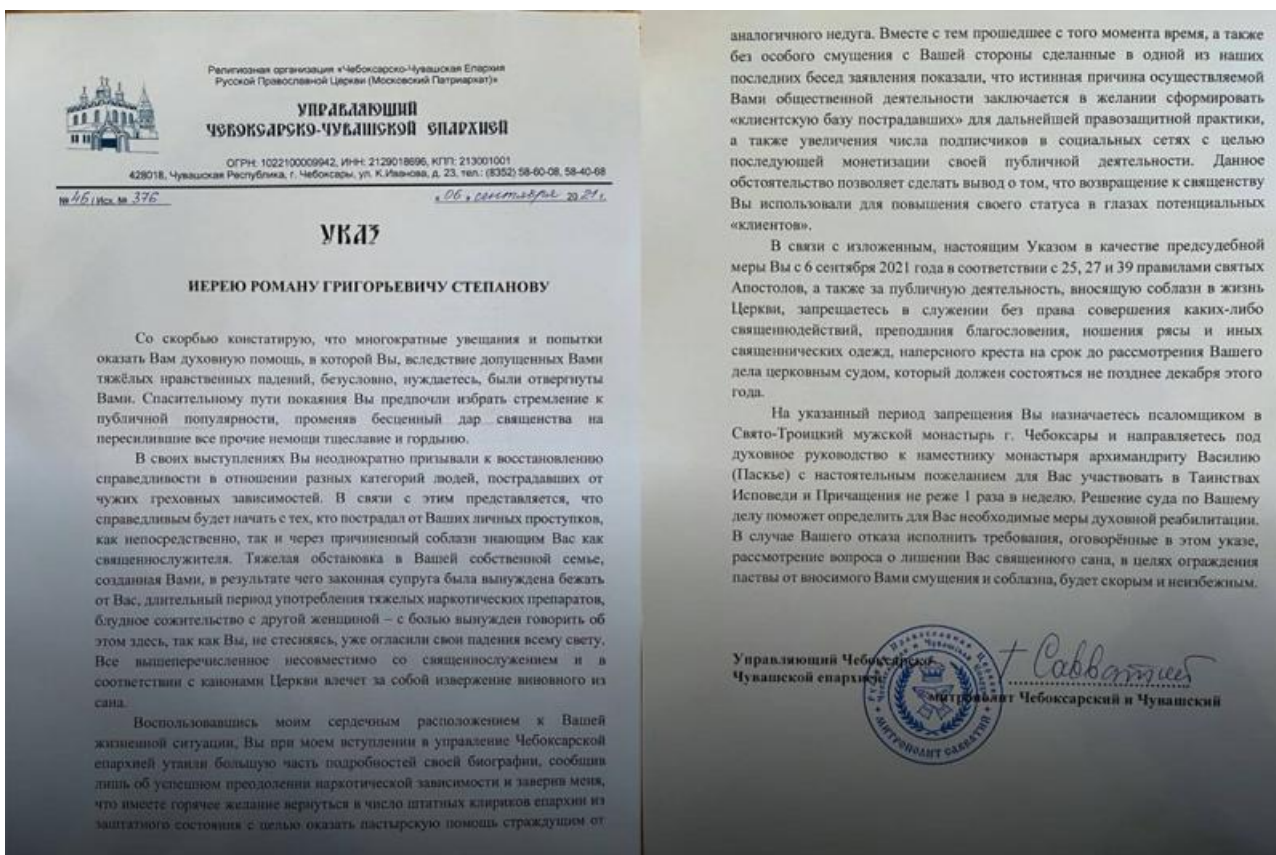 Религиозная организация «Чебоксарско-Чувашская Епархия
Русской Православной Церкви (Московский Патриархат)»
УПРАВЛЯЮЩИЙ
ЧЕБОКСАРСКО-ЧУВАШСКОЙ ЕПАРХИЕЙ
ОГРН: 1022100009942, ИНН: 2129018696, КПП: 213001001
428018, Чувашская Республика, г. Чебоксары, ул. К.Иванова, д. 23, тел.: (8352) 58-60-08, 58-40-68
№ 46 / Исх. № 376 « 06 » сентября 2021 г.
УКАЗ
ИЕРЕЮ РОМАНУ ГРИГОРЬЕВИЧУ СТЕПАНОВУ
Со скорбью констатирую, что многократные увещания и попытки
оказать Вам духовную помощь, в которой Вы, вследствие допущенных Вами
тяжёлых нравственных падений, безусловно, нуждаетесь, были отвергнуты
Вами. Спасительному пути покаяния Вы предпочли избрать стремление к
публичной популярности, променяв бесценный дар священства на
пересилившие все прочие немощи тщеславие и гордыню.
В своих выступлениях Вы неоднократно призывали к восстановлению
справедливости в отношении разных категорий людей, пострадавших от
чужих греховных зависимостей. В связи с этим представляется, что
справедливым будет начать с тех, кто пострадал от Ваших личных проступков,
как непосредственно, так и через причиненный соблазн знающим Вас как
священнослужителя. Тяжелая обстановка в Вашей собственной семье,
созданная Вами, в результате чего законная супруга была вынуждена бежать
от Вас, длительный период употребления тяжелых наркотических препаратов,
блудное сожительство с другой женщиной – с болью вынужден говорить об
этом здесь, так как Вы, не стесняясь, уже огласили свои падения всему свету.
Все вышеперечисленное несовместимо со священнослужением и в
соответствии с канонами Церкви влечет за собой извержение виновного из
сана.
Воспользовавшись моим сердечным расположением к Вашей
жизненной ситуации, Вы при моем вступлении в управление Чебоксарской
епархией утаили большую часть подробностей своей биографии, сообщив
лишь об успешном преодолении наркотической зависимости и заверив меня,
что имеете горячее желание вернуться в число штатных клириков епархии из
заштатного состояния с целью оказать пастырскую помощь страждущим от
аналогичного недуга. Вместе с тем прошедшее с того момента время, а также
без особого смущения с Вашей стороны сделанные в одной из наших
последних бесед заявления показали, что истинная причина осуществляемой
Вами общественной деятельности заключается в желании сформировать
«клиентскую базу пострадавших» для дальнейшей правозащитной практики,
а также увеличения числа подписчиков в социальных сетях с целью
последующей монетизации своей публичной деятельности. Данное
обстоятельство позволяет сделать вывод о том, что возвращение к священству
Вы использовали для повышения своего статуса в глазах потенциальных
«клиентов».
В связи с изложенным, настоящим Указом в качестве предсудебной
меры Вы с 6 сентября 2021 года в соответствии с 25, 27 и 39 правилами святых
Апостолов, а также за публичную деятельность, вносящую соблазн в жизнь
Церкви, запрещаетесь в служении без права совершения каких-либо
священнодействий, преподания благословения, ношения рясы и иных
священнических одежд, наперсного креста на срок до рассмотрения Вашего
дела церковным судом, который должен состояться не позднее декабря этого
года.
На указанный период запрещения Вы назначаетесь псаломщиком в
Свято-Троицкий мужской монастырь г. Чебоксары и направляетесь под
духовное руководство к наместнику монастыря архимандриту Василию
(Паскье) с настоятельным пожеланием для Вас участвовать в Таинствах
Исповеди и Причащения не реже 1 раза в неделю. Решение суда по Вашему
делу поможет определить для Вас необходимые меры духовной реабилитации.
В случае Вашего отказа исполнить требования, оговорённые в этом указе,
рассмотрение вопроса о лишении Вас священного сана, в целях ограждения
паствы от вносимого Вами смущения и соблазна, будет скорым и неизбежным.
Управляющий Чебоксарско-
Чувашской епархией
† Савватий
митрополит Чебоксарский и Чувашский
МИТРОПОЛИТ САВВАТИЙ